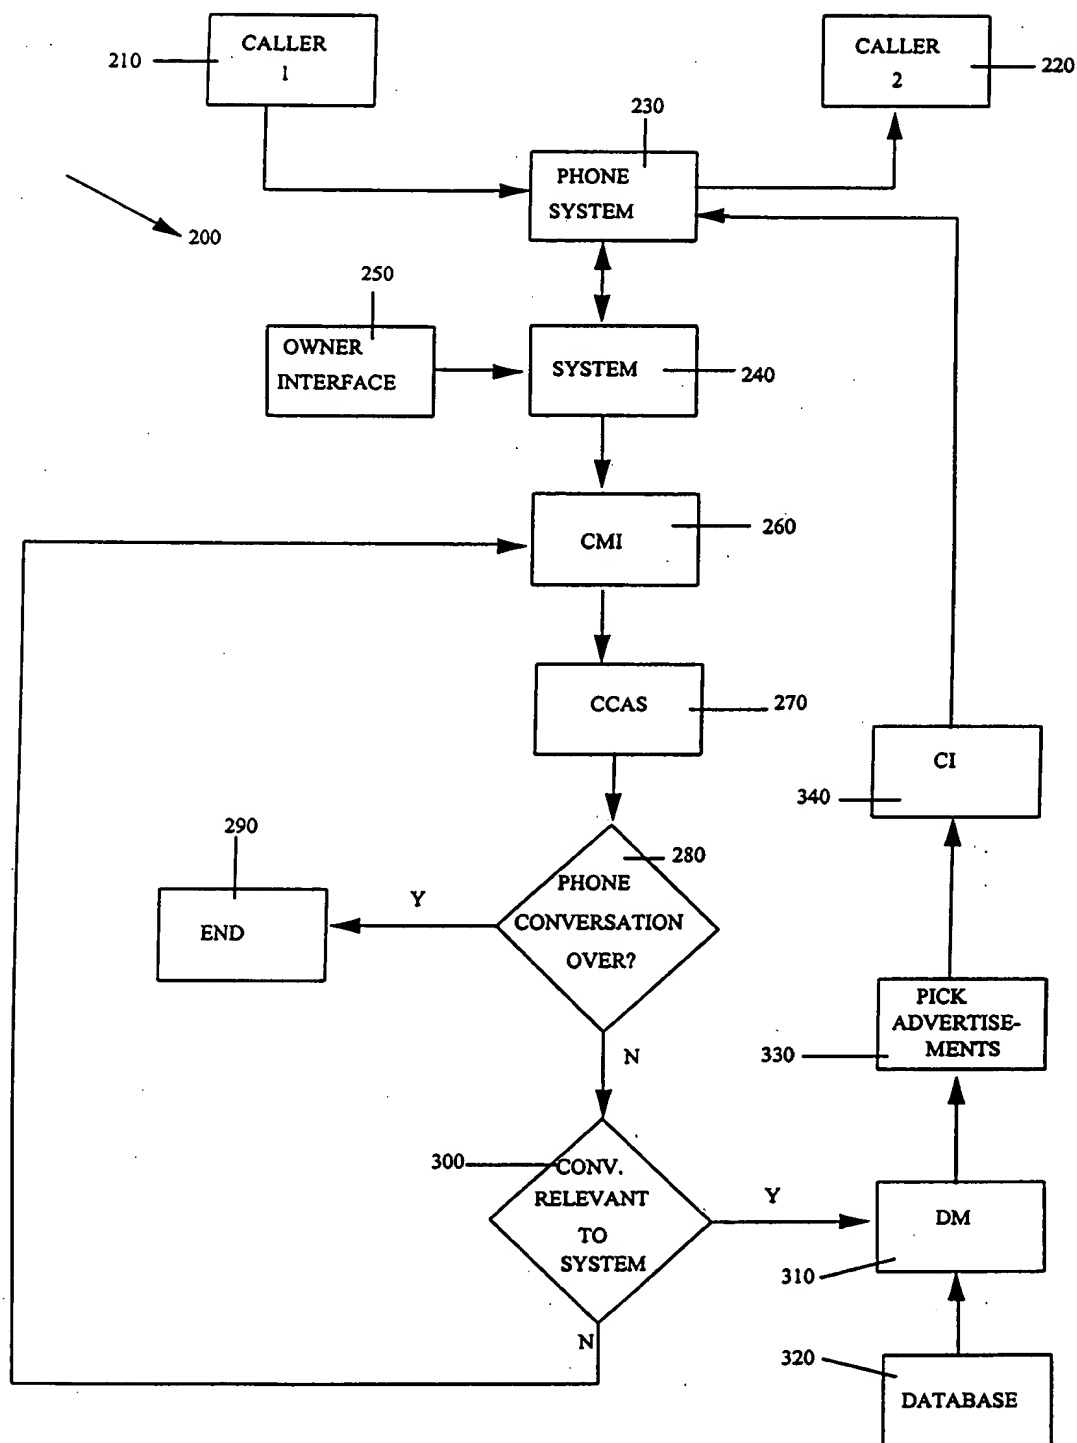 CALLER
1
210
CALLER
2
220
230
PHONE
SYSTEM
200
250
OWNER
INTERFACE
SYSTEM
240
CMI
260
CCAS
270
CI
340
290
END
Y
280
PHONE
CONVERSATION
OVER?
N
PICK
ADVERTISE-
MENTS
330
300
CONV.
RELEVANT
TO
SYSTEM
Y
N
DM
310
320
DATABASE